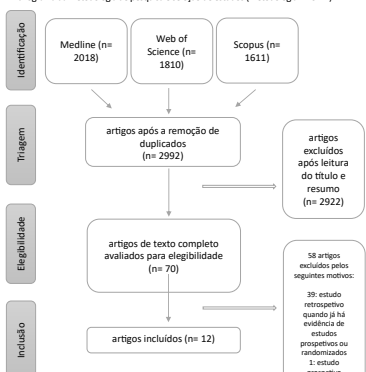 Identificação
Medline (n=
2018)
Web of
Science (n=
1810)
Scopus (n=
1611)
Triagem
artigos após a remoção de
duplicados
(n= 2992)
artigos
excluídos
após leitura
do título e
resumo
(n= 2922)
Elegibilidade
artigos de texto completo
avaliados para elegibilidade
(n= 70)
58 artigos
excluídos pelos
seguintes motivos:
39: estudo
retrospetivo
quando já há
evidência de
estudos
prospetivos ou
randomizados
1: estudo
Inclusão
artigos incluídos (n= 12)